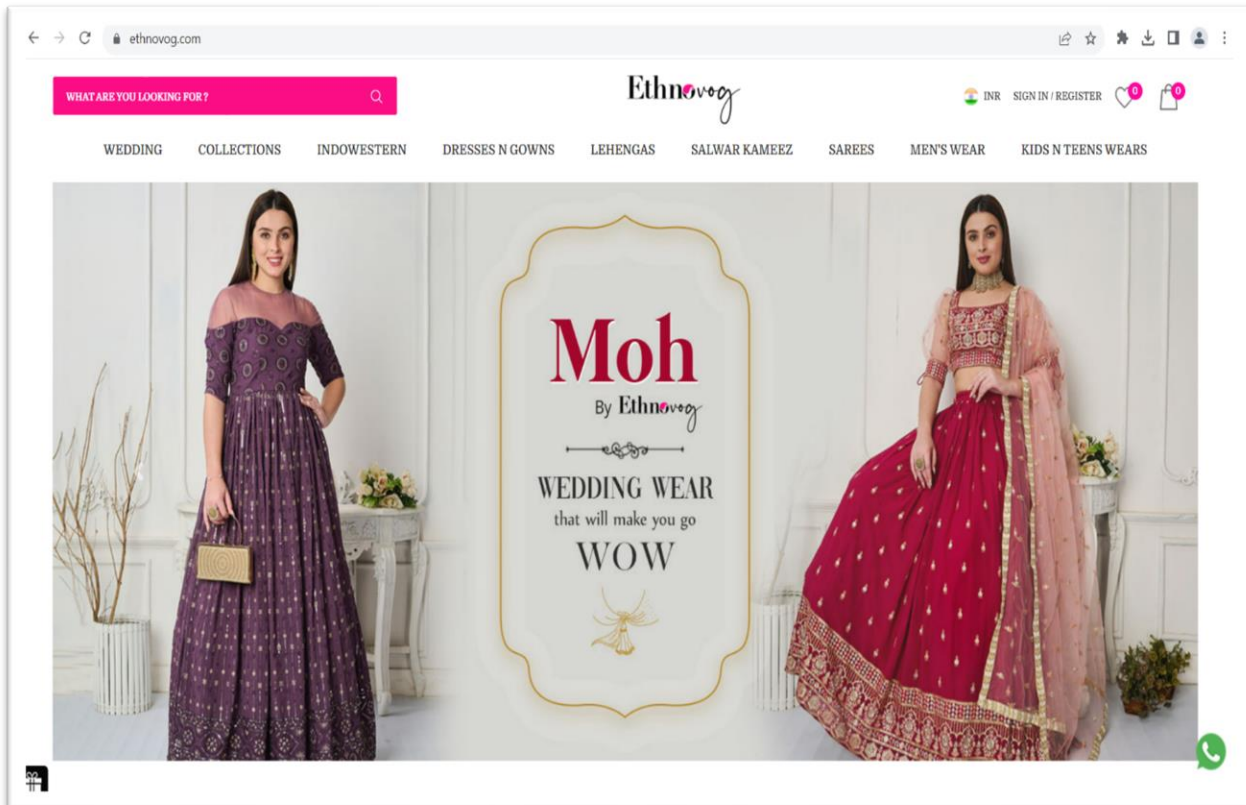 ethnovog.com
WHAT ARE YOU LOOKING FOR ?
Ethnovog
INR SIGN IN / REGISTER 0 0
WEDDING COLLECTIONS INDOWESTERN DRESSES N GOWNS LEHENGAS SALWAR KAMEEZ SAREES MEN'S WEAR KIDS N TEENS WEARS
Moh
By Ethnovog
WEDDING WEAR
that will make you go
WOW